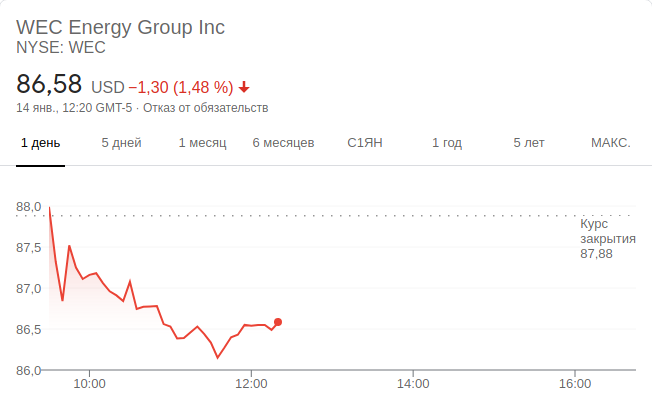 WEC Energy Group Inc
NYSE: WEC
86,58 USD −1,30 (1,48 %)
14 янв., 12:20 GMT-5 · Отказ от обязательств
1 день 5 дней 1 месяц 6 месяцев С1ЯН 1 год 5 лет МАКС.
88,0
Курс
закрытия
87,88
87,5
87,0
86,5
86,0
10:00 12:00 14:00 16:00